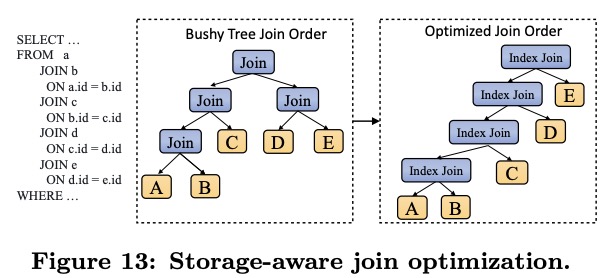 SELECT ...
FROM a
JOIN b
ON a.id = b.id
JOIN c
ON b.id = c.id
JOIN d
ON c.id = d.id
JOIN e
ON d.id = e.id
WHERE ...
Bushy Tree Join Order
Join
Join
Join
Join
C
D
E
A
B
Optimized Join Order
Index Join
Index Join
E
Index Join
D
Index Join
C
A
B
Figure 13: Storage-aware join optimization.